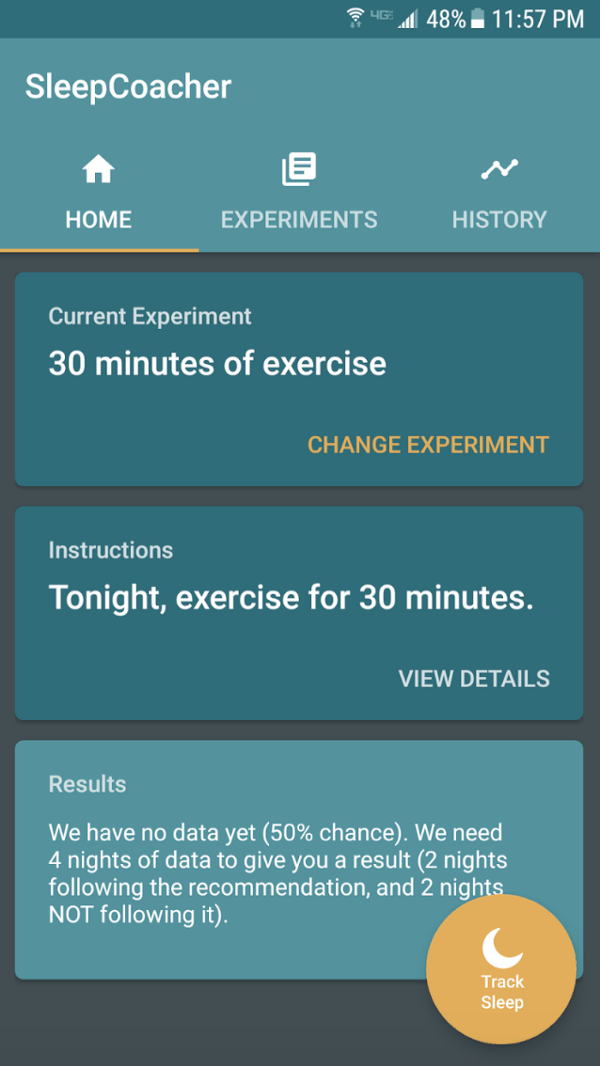 4G 48% 11:57 PM
SleepCoacher
HOME EXPERIMENTS HISTORY
Current Experiment
30 minutes of exercise
CHANGE EXPERIMENT
Instructions
Tonight, exercise for 30 minutes.
VIEW DETAILS
Results
We have no data yet (50% chance). We need
4 nights of data to give you a result (2 nights
following the recommendation, and 2 nights
NOT following it).
Track
Sleep